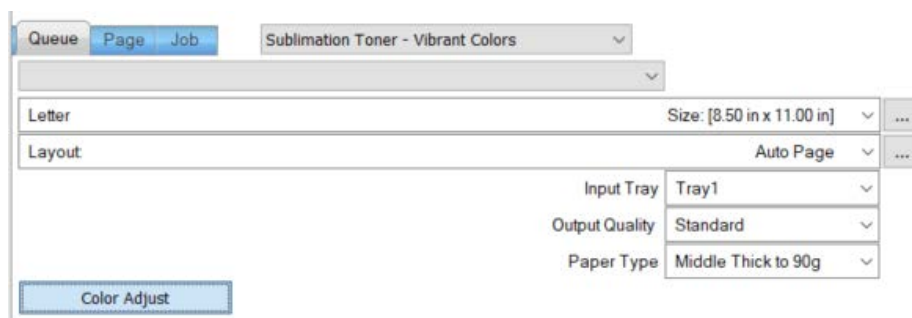 Queue Page Job Sublimation Toner - Vibrant Colors
Letter Size: [8.50 in x 11.00 in] ...
Layout: Auto Page ...
Input Tray Tray1
Output Quality Standard
Paper Type Middle Thick to 90g
Color Adjust